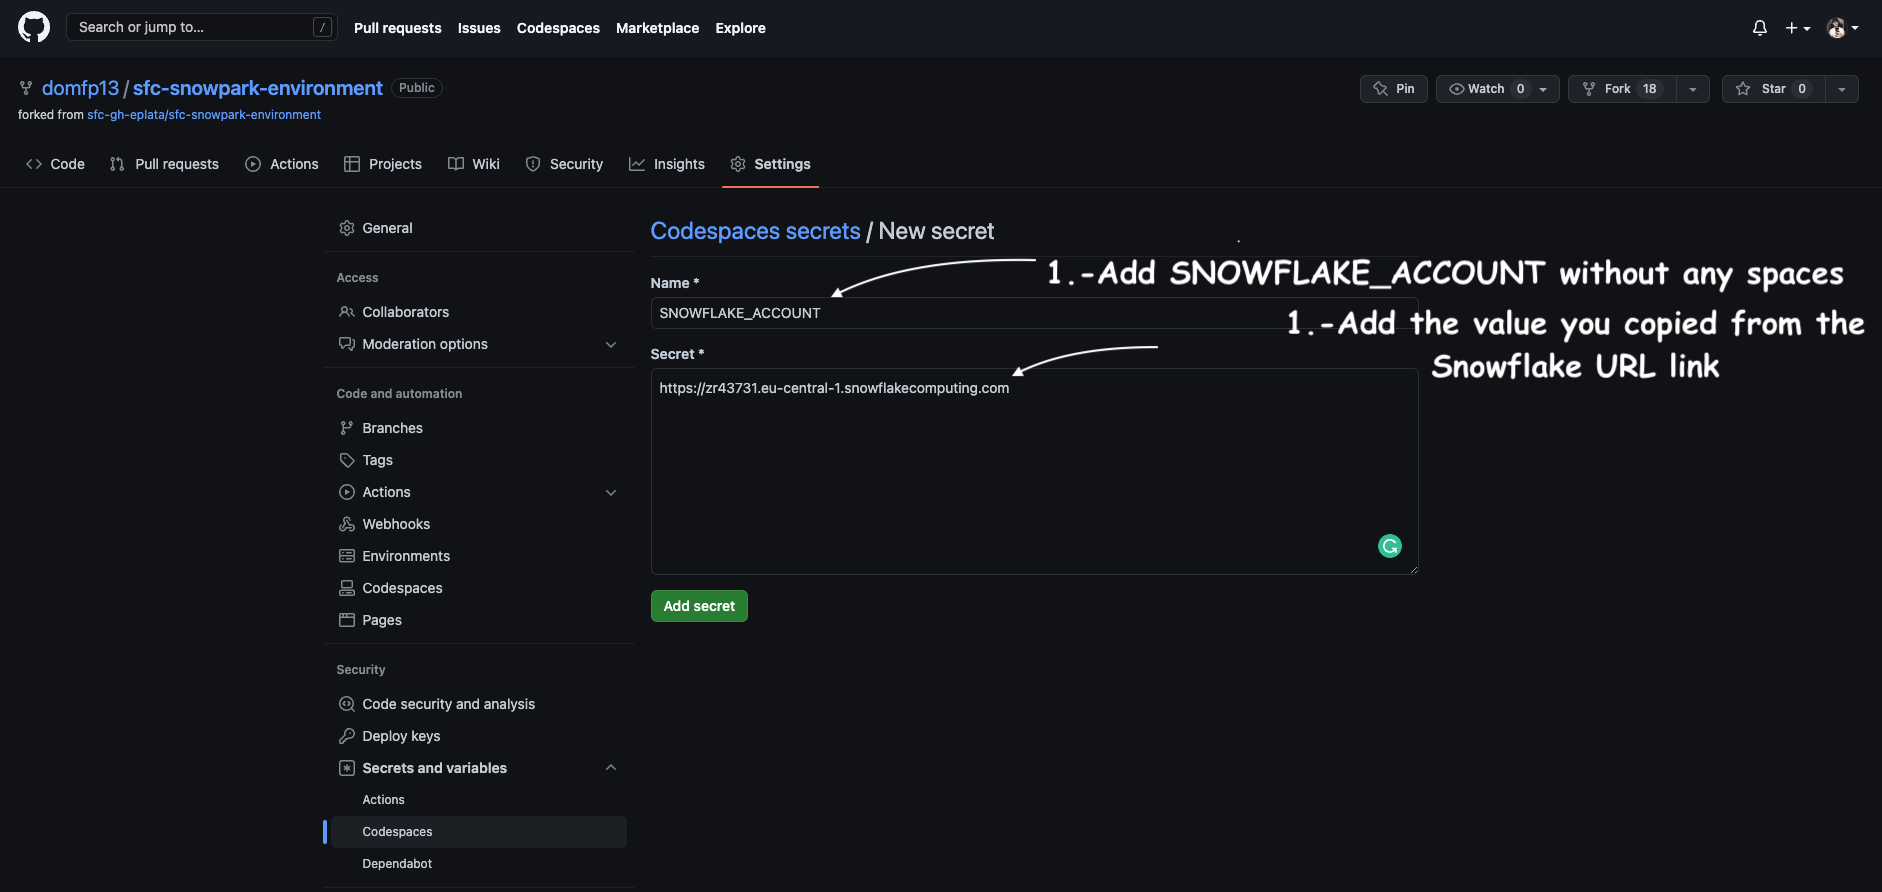 Search or jump to...
/
Pull requests
Issues
Codespaces
Marketplace
Explore
domfp13 / sfc-snowpark-environment
Public
forked from sfc-gh-eplata/sfc-snowpark-environment
Pin
Watch 0
Fork 18
Star 0
Code
Pull requests
Actions
Projects
Wiki
Security
Insights
Settings
General
Access
Collaborators
Moderation options
Code and automation
Branches
Tags
Actions
Webhooks
Environments
Codespaces
Pages
Security
Code security and analysis
Deploy keys
Secrets and variables
Actions
Codespaces
Dependabot
Codespaces secrets / New secret
1.-Add SNOWFLAKE_ACCOUNT without any spaces
Name *
SNOWFLAKE_ACCOUNT
1.-Add the value you copied from the
Snowflake URL link
Secret *
https://zr43731.eu-central-1.snowflakecomputing.com
Add secret